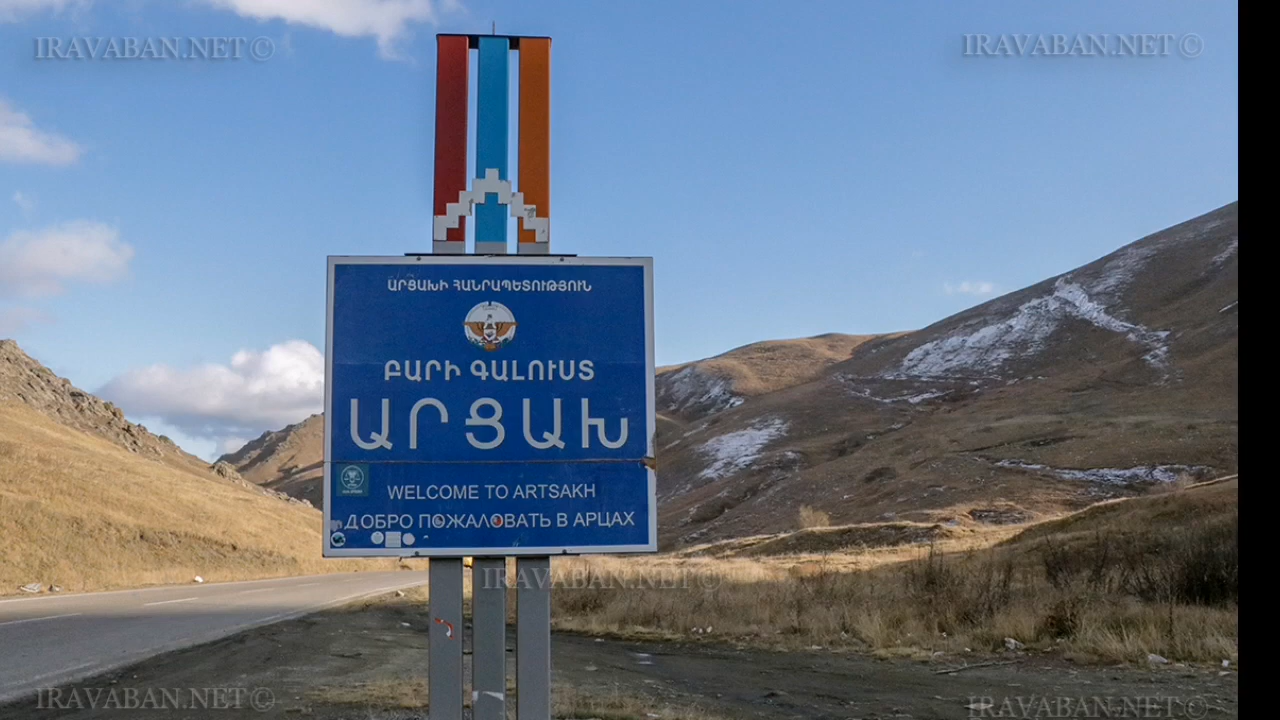 IRAVABAN.NET© IRAVABAN.NET©
ԱՐՑԱԽԻ ՀԱՆՐԱՊԵՏՈՒԹՅՈՒՆ
ԲԱՐԻ ԳԱԼՈՒՍՏ
ԱՐՑԱԽ
WELCOME TO ARTSAKH
ДОБРО ПОЖАЛОВАТЬ В АРЦАХ
IRAVABAN.NET©
IRAVABAN.NET© IRAVABAN.NET©